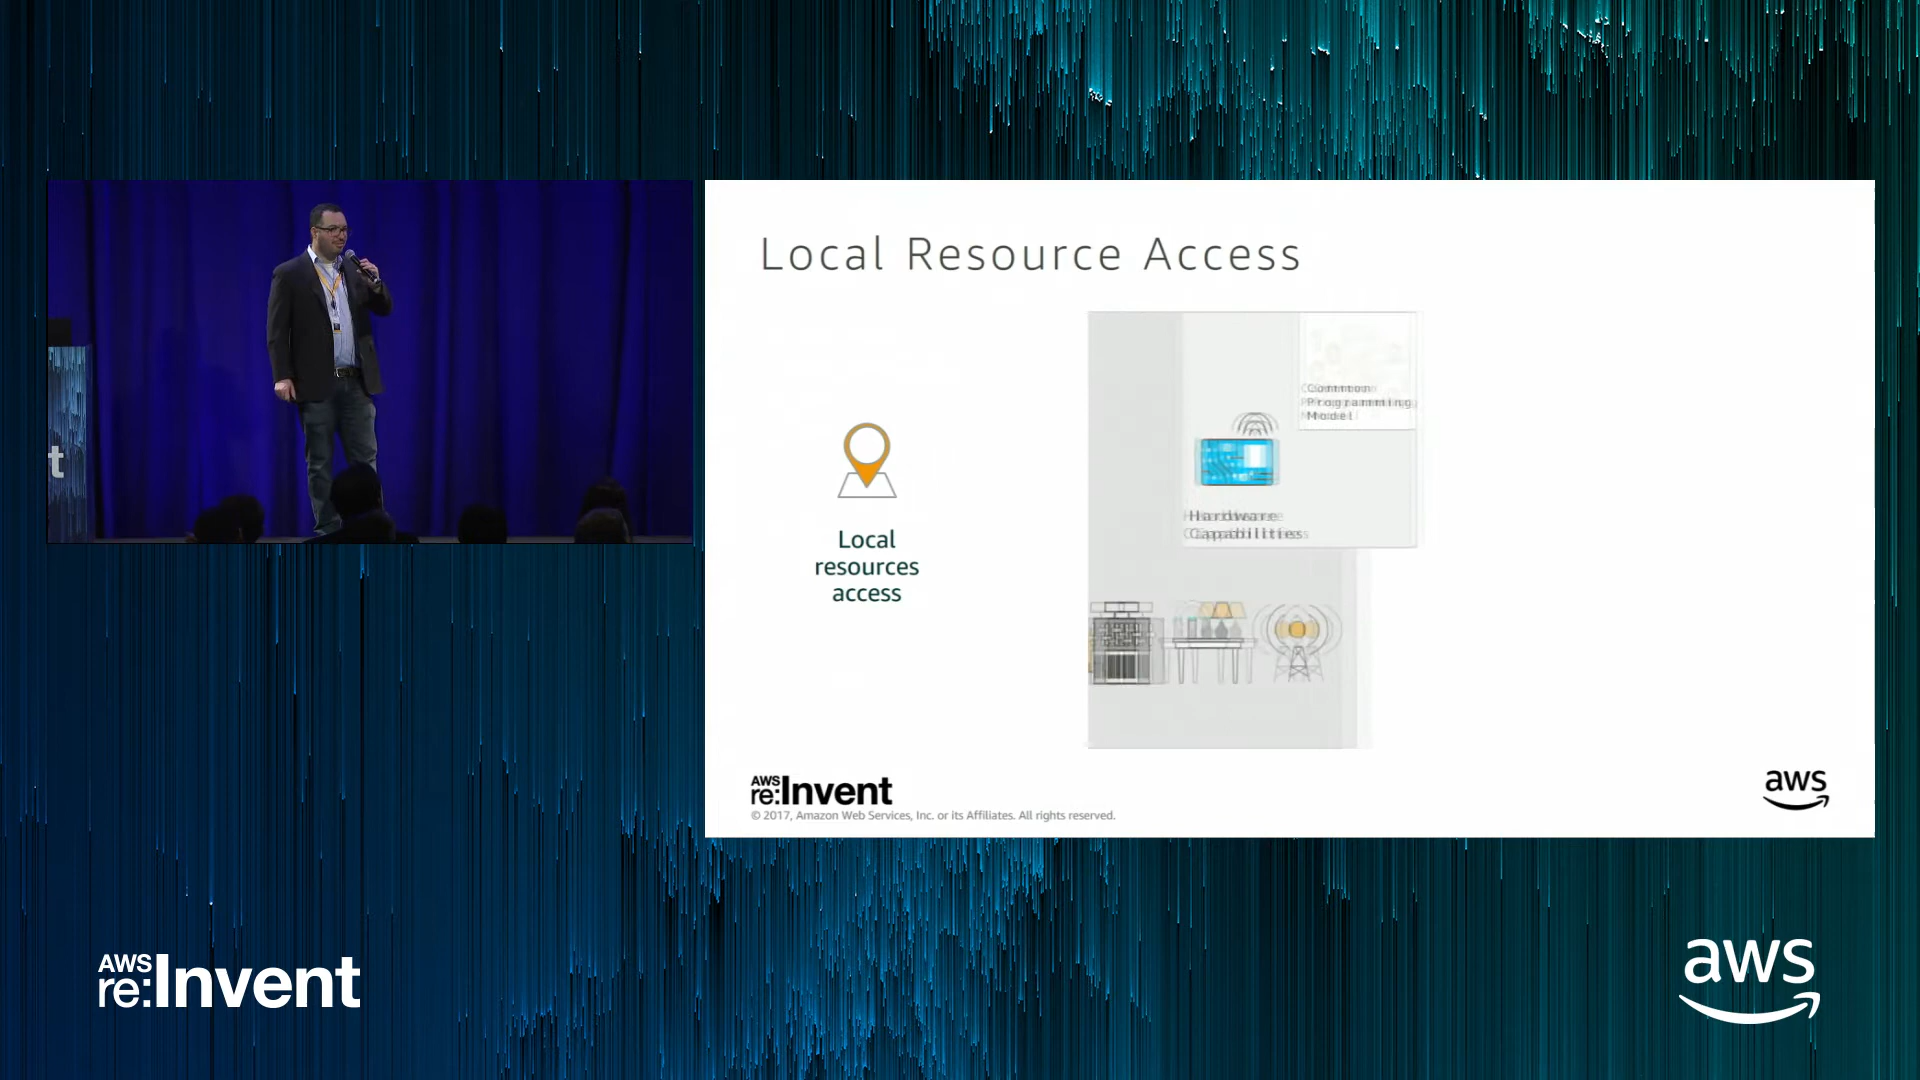 t
Local Resource Access
Common
Programming
Model
Hardware
Capabilities
Local
resources
access
AWS
re:Invent
© 2017, Amazon Web Services, Inc. or its Affiliates. All rights reserved.
aws
AWS
re:Invent
aws